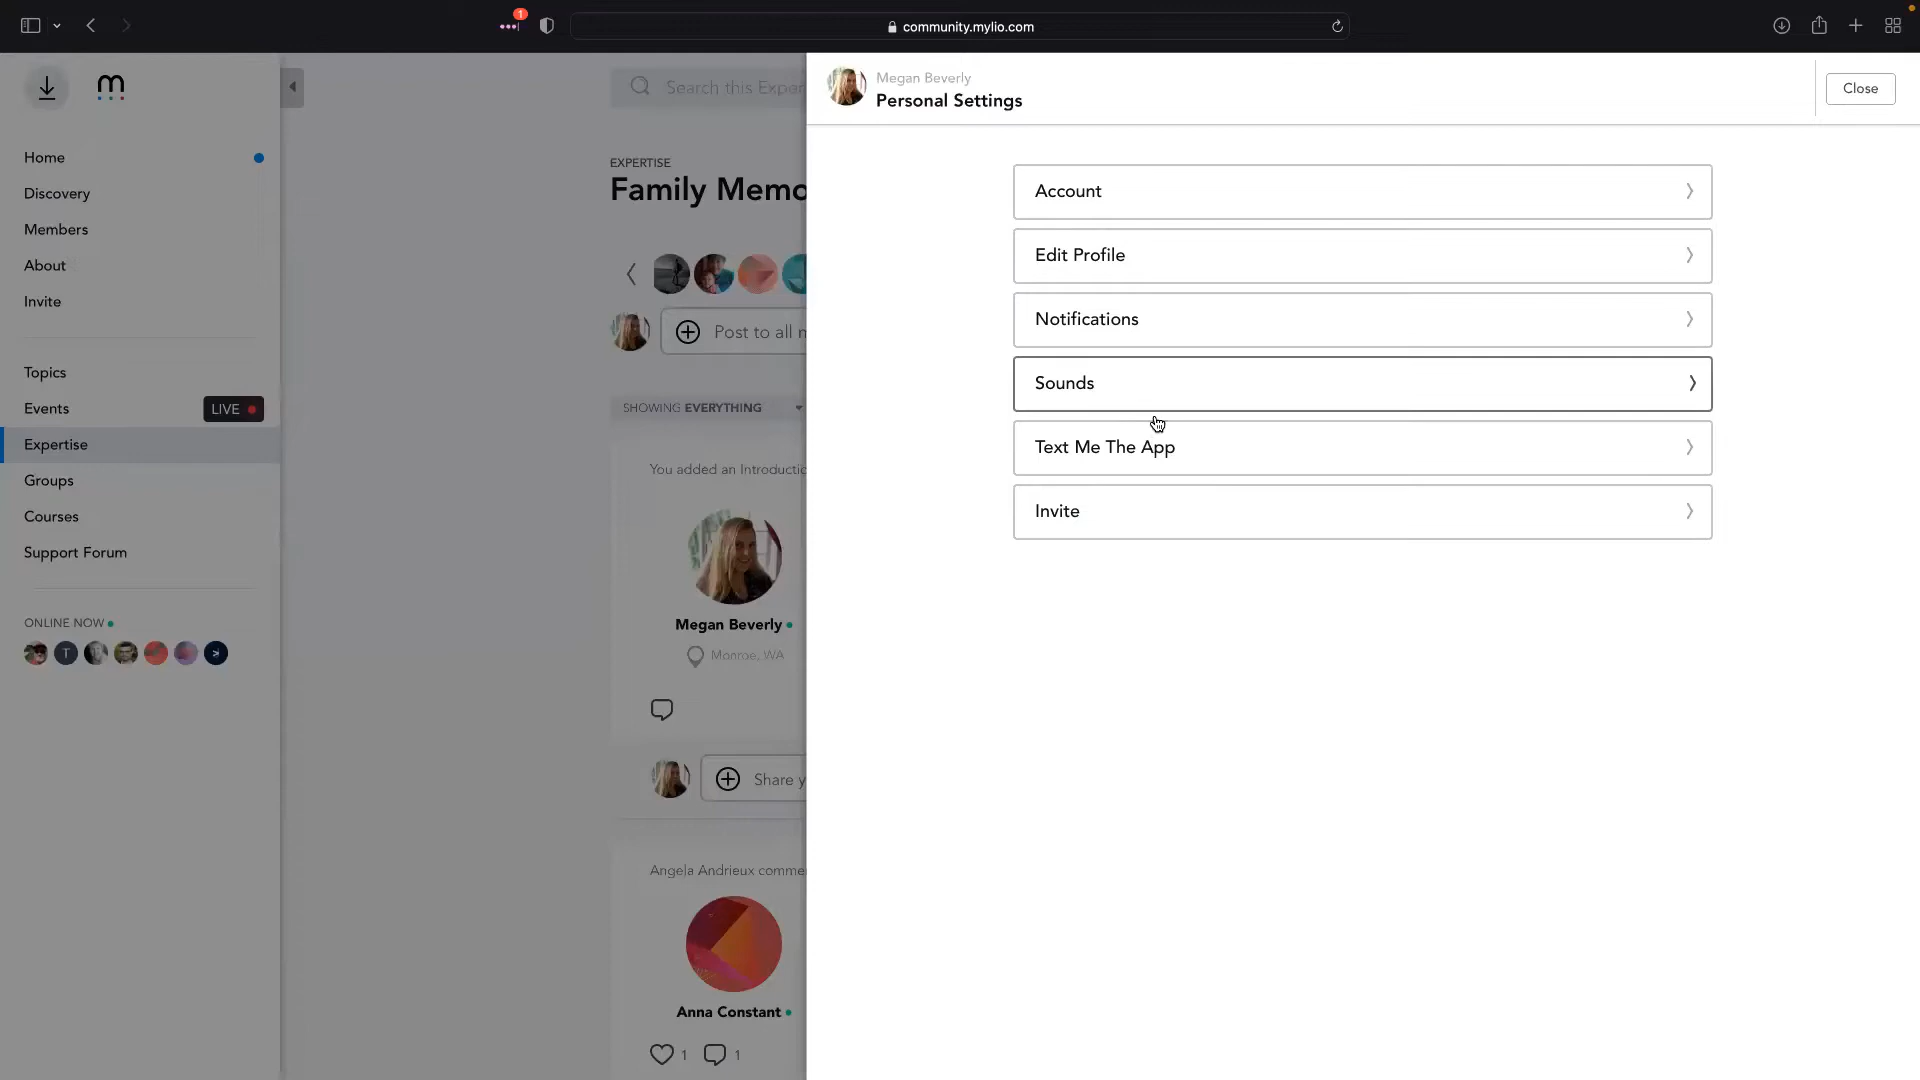 1
community.mylio.com
m
Home
Discovery
Members
About
Invite
Topics
Events
LIVE
Expertise
Groups
Courses
Support Forum
ONLINE NOW
T
>
Search this Exper
EXPERTISE
Family Memo
Post to all m
SHOWING EVERYTHING
You added an Introductio
Megan Beverly
Monroe, WA
Share y
Angela Andrieux comme
Anna Constant
1
1
Megan Beverly
Personal Settings
Close
Account
Edit Profile
Notifications
Sounds
Text Me The App
Invite